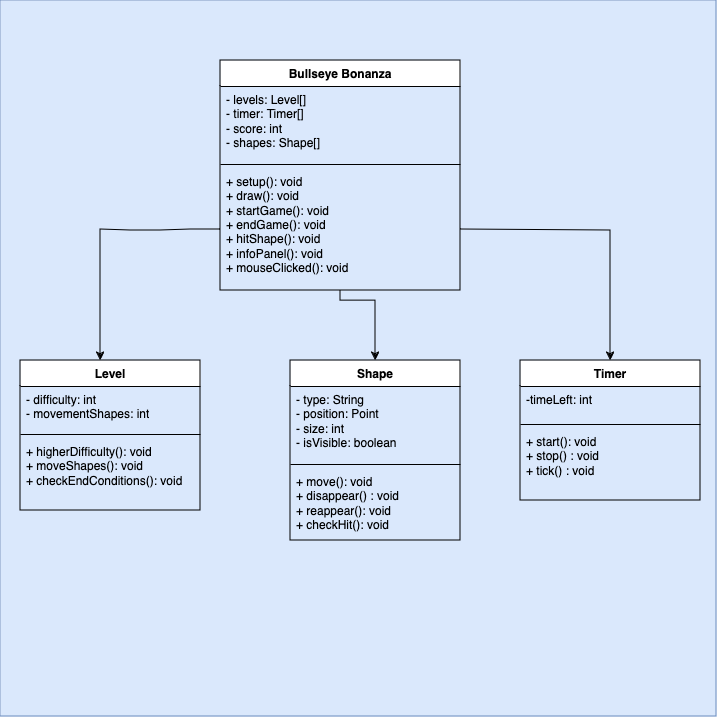 Bullseye Bonanza
- levels: Level[]
- timer: Timer[]
- score: int
- shapes: Shape[]
+ setup(): void
+ draw(): void
+ startGame(): void
+ endGame(): void
+ hitShape(): void
+ infoPanel(): void
+ mouseClicked(): void
Level
- difficulty: int
- movementShapes: int
+ higherDifficulty(): void
+ moveShapes(): void
+ checkEndConditions(): void
Shape
- type: String
- position: Point
- size: int
- isVisible: boolean
+ move(): void
+ disappear() : void
+ reappear(): void
+ checkHit(): void
Timer
-timeLeft: int
+ start(): void
+ stop() : void
+ tick() : void